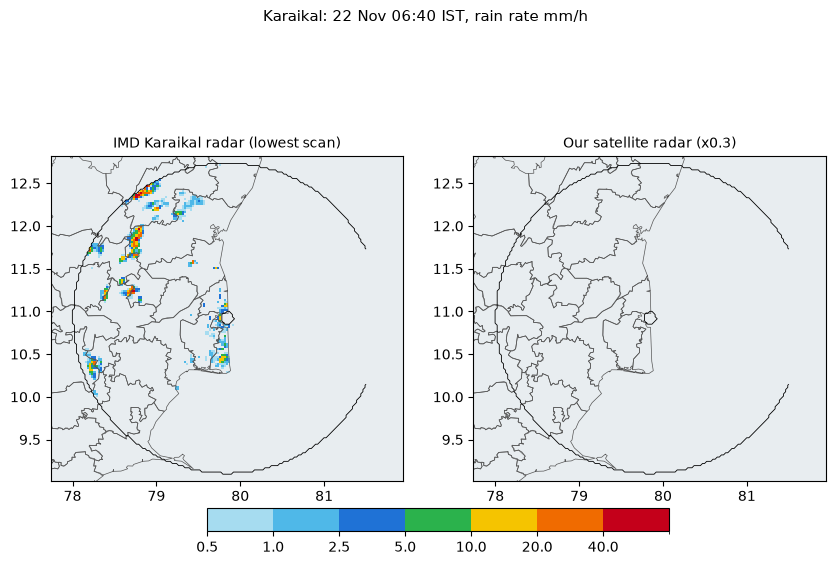 Karaikal: 22 Nov 06:40 IST, rain rate mm/h
IMD Karaikal radar (lowest scan)
Our satellite radar (x0.3)
12.5
12.0
11.5
11.0
10.5
10.0
9.5
78 79 80 81
12.5
12.0
11.5
11.0
10.5
10.0
9.5
78 79 80 81
0.5 1.0 2.5 5.0 10.0 20.0 40.0